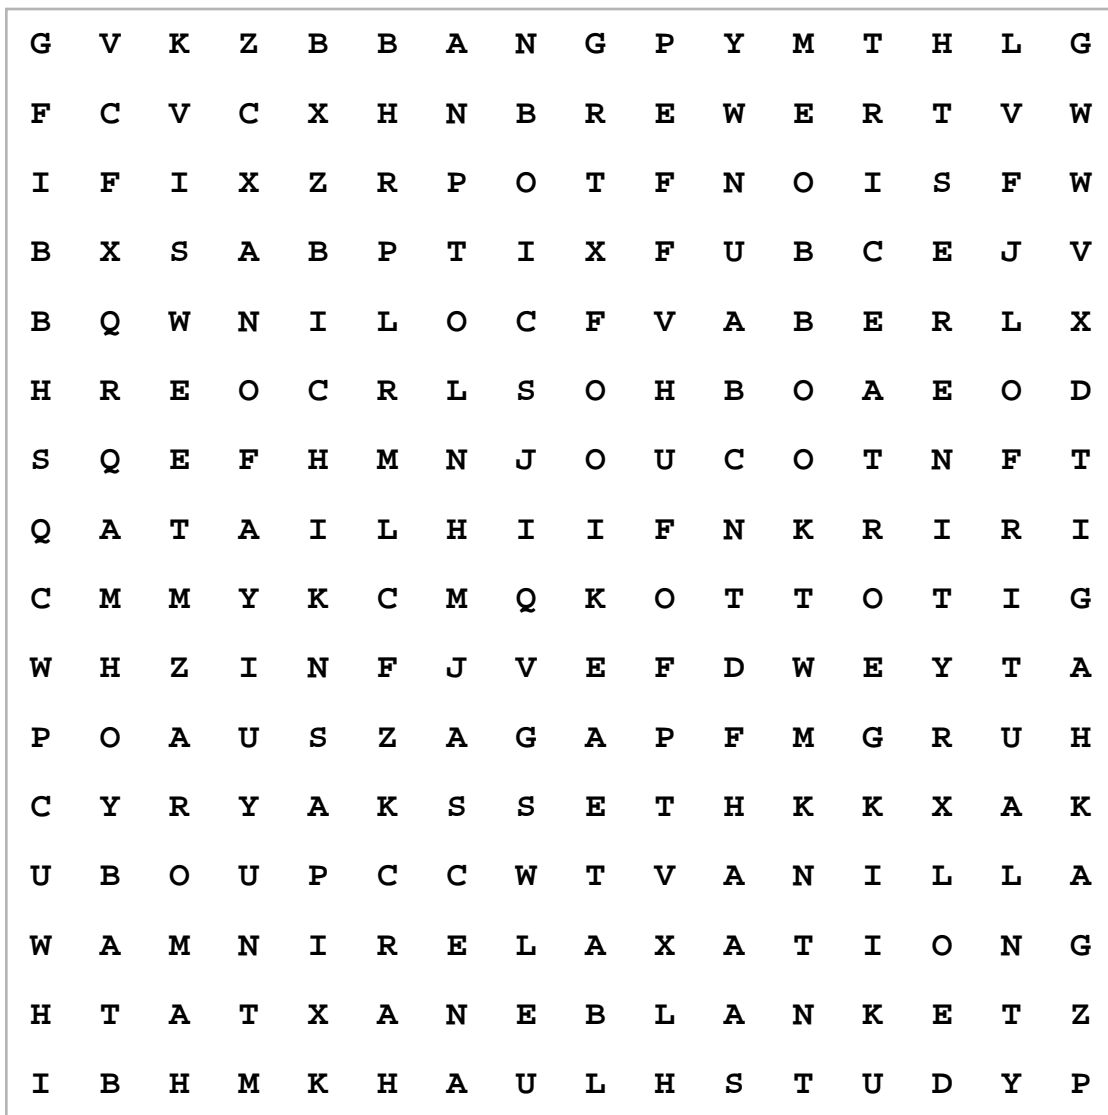 G V K Z B B A N G P Y M T H L G
F C V C X H N B R E W E R T V W
I F I X Z R P O T F N O I S F W
B X S A B P T I X F U B C E J V
B Q W N I L O C F V A B E R L X
H R E O C R L S O H B O A E O D
S Q E F H M N J O U C O T N F T
Q A T A I L H I I F N K R I R I
C M M Y K C M Q K O T T O T I G
W H Z I N F J V E F D W E Y T A
P O A U S Z A G A P F M G R U H
C Y R Y A K S S E T H K K X A K
U B O U P C C W T V A N I L L A
W A M N I R E L A X A T I O N G
H T A T X A N E B L A N K E T Z
I B H M K H A U L H S T U D Y P